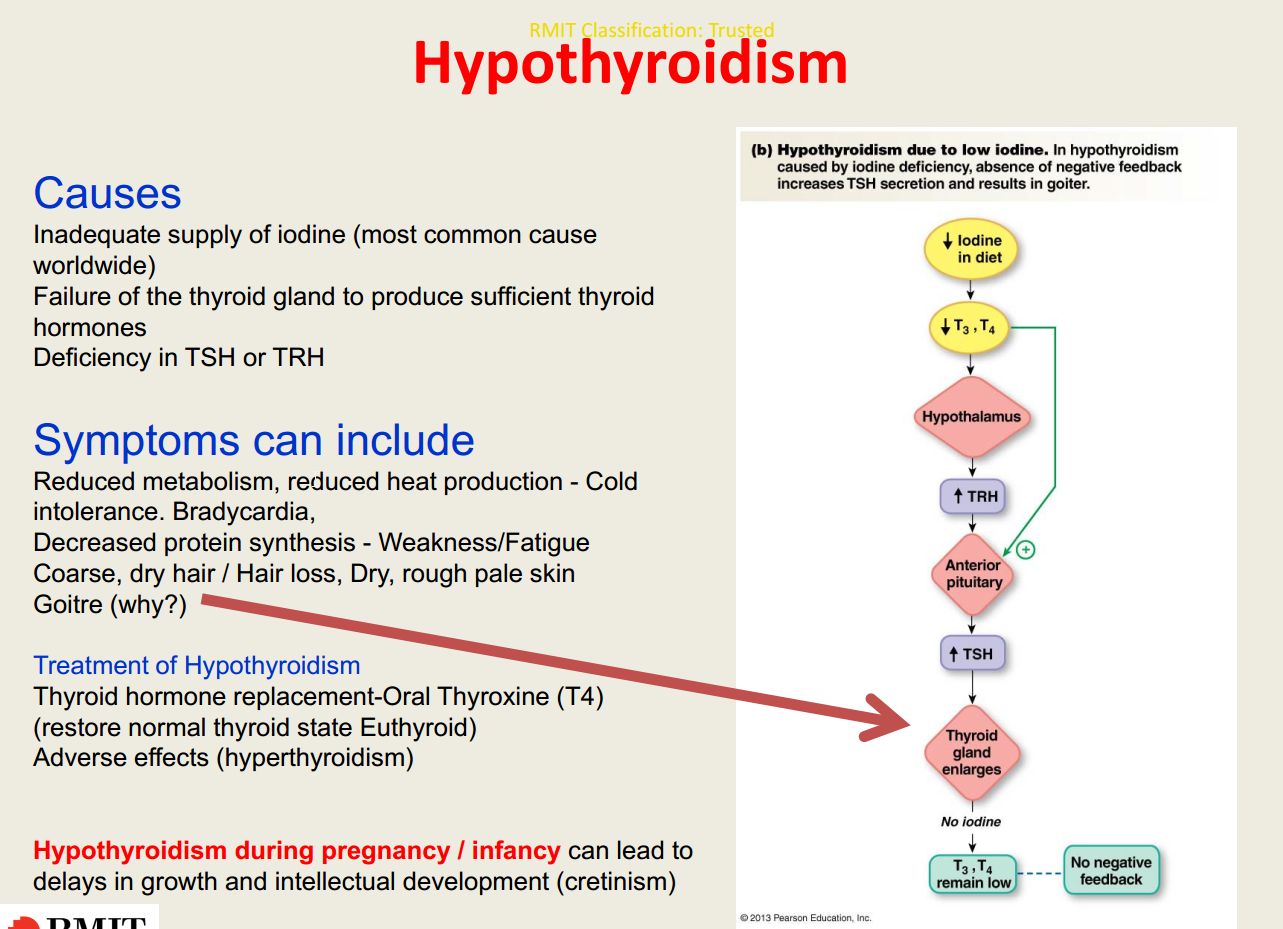 RMIT Classification: Trusted
Hypothyroidism
Causes
Inadequate supply of iodine (most common cause
worldwide)
Failure of the thyroid gland to produce sufficient thyroid
hormones
Deficiency in TSH or TRH
Symptoms can include
Reduced metabolism, reduced heat production - Cold
intolerance. Bradycardia,
Decreased protein synthesis - Weakness/Fatigue
Coarse, dry hair / Hair loss, Dry, rough pale skin
Goitre (why?)
Treatment of Hypothyroidism
Thyroid hormone replacement-Oral Thyroxine (T4)
(restore normal thyroid state Euthyroid)
Adverse effects (hyperthyroidism)
Hypothyroidism during pregnancy / infancy can lead to
delays in growth and intellectual development (cretinism)
RMIT
(b) Hypothyroidism due to low iodine. In hypothyroidism
caused by iodine deficiency, absence of negative feedback
increases TSH secretion and results in goiter.
↓ Iodine
in diet
↓ T₃ , T₄
Hypothalamus
↑ TRH
+
Anterior
pituitary
↑ TSH
Thyroid
gland
enlarges
No iodine
T₃ , T₄
remain low
No negative
feedback
© 2013 Pearson Education, Inc.